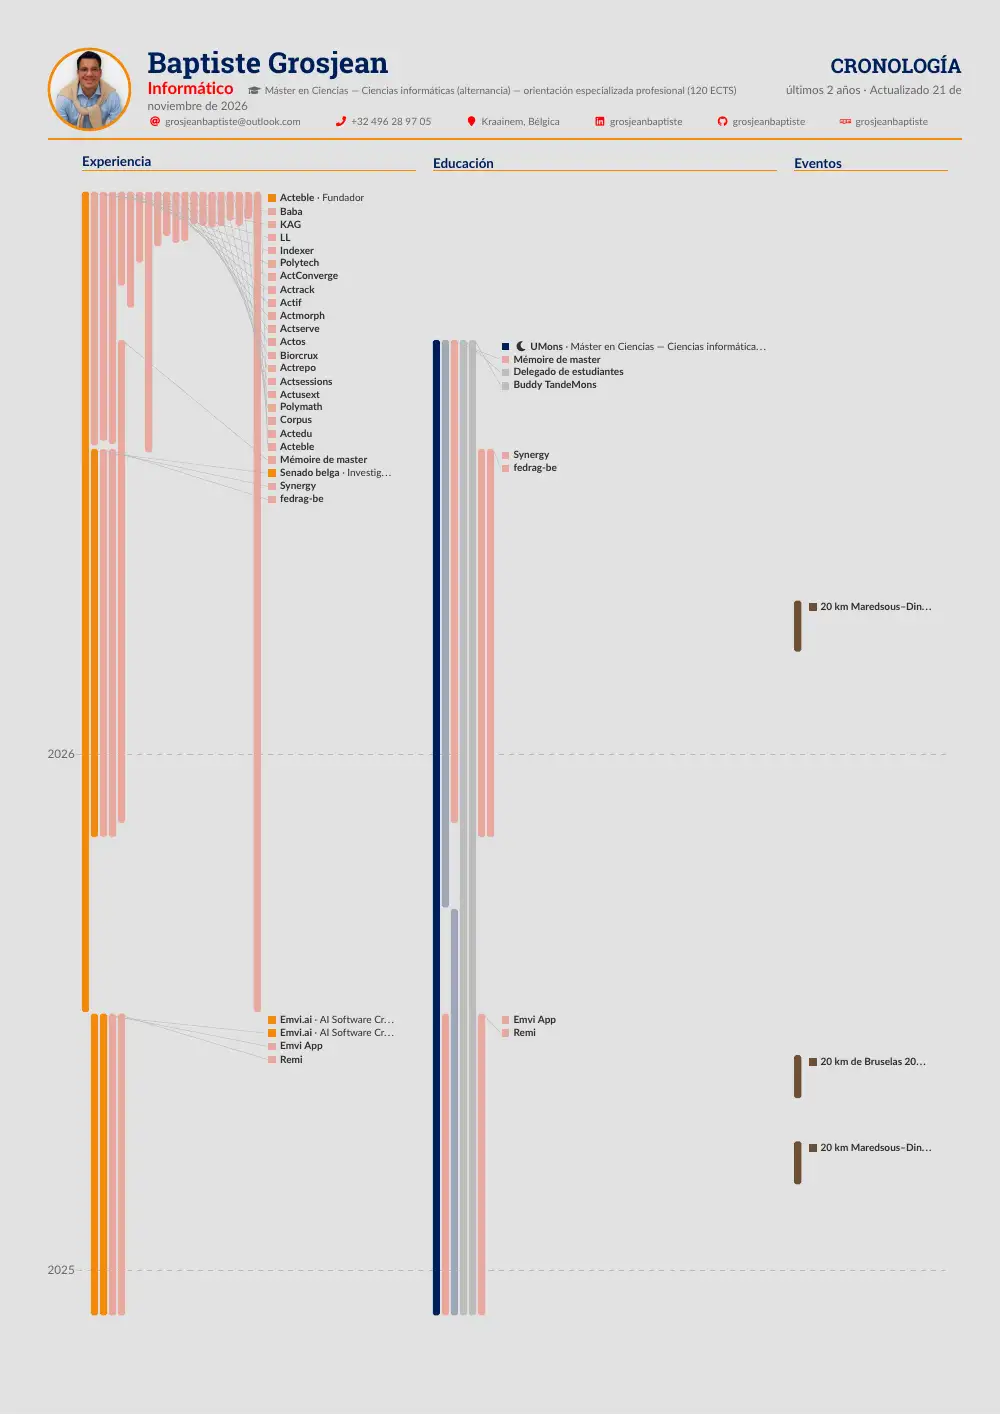 Baptiste Grosjean
CRONOLOGÍA
Informático
Máster en Ciencias — Ciencias informáticas (alternancia) — orientación especializada profesional (120 ECTS)
últimos 2 años · Actualizado 21 de
noviembre de 2026
grosjeanbaptiste@outlook.com
+32 496 28 97 05
Kraainem, Bélgica
grosjeanbaptiste
grosjeanbaptiste
grosjeanbaptiste
Experiencia
Acteble · Fundador
Baba
KAG
LL
Indexer
Polytech
ActConverge
Actrack
Actif
Actmorph
Actserve
Actos
Biorcrux
Actrepo
Actsessions
Actusext
Polymath
Corpus
Actedu
Acteble
Mémoire de master
Senado belga · Investig...
Synergy
fedrag-be
Emvi.ai · AI Software Cr...
Emvi.ai · AI Software Cr...
Emvi App
Remi
Educación
UMons · Máster en Ciencias — Ciencias informática...
Mémoire de master
Delegado de estudiantes
Buddy TandeMons
Synergy
fedrag-be
Emvi App
Remi
Eventos
20 km Maredsous–Din...
20 km de Bruselas 20...
20 km Maredsous–Din...
2026
2025